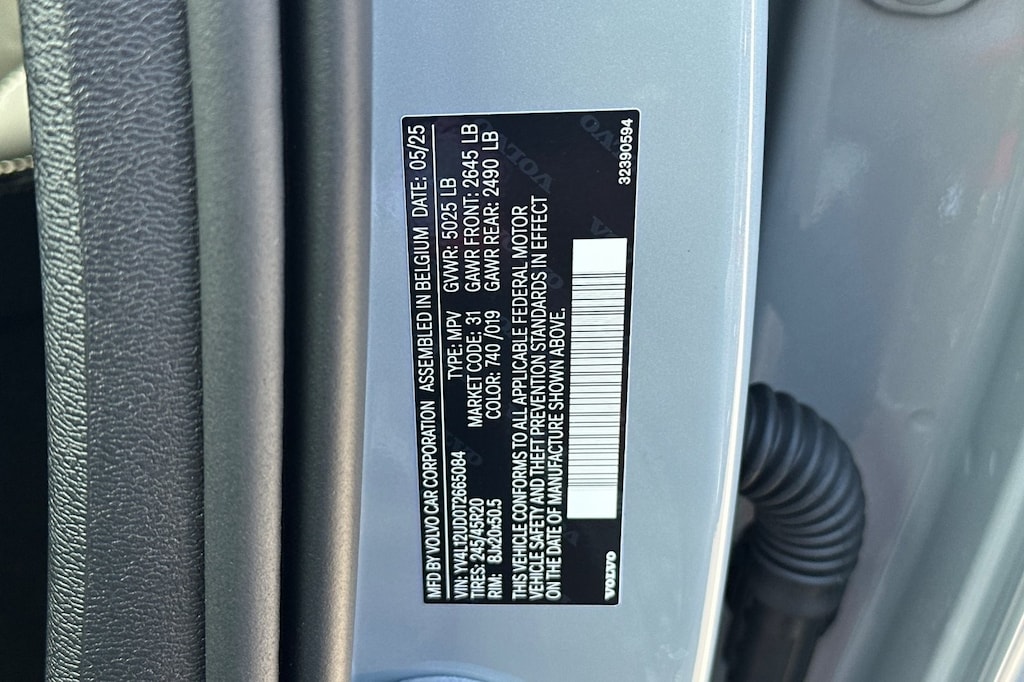 MFD BY VOLVO CAR CORPORATION ASSEMBLED IN BELGIUM DATE: 05/25
VIN: YV4L12UD0T2665084 TYPE: MPV GVWR: 5025 LB
TIRES: 245/45R20 MARKET CODE: 31 GAWR FRONT: 2645 LB
RIM: 8Jx20x50.5 COLOR: 740 /019 GAWR REAR: 2490 LB
THIS VEHICLE CONFORMS TO ALL APPLICABLE FEDERAL MOTOR
VEHICLE SAFETY AND THEFT PREVENTION STANDARDS IN EFFECT
ON THE DATE OF MANUFACTURE SHOWN ABOVE.
VOLVO 32390594